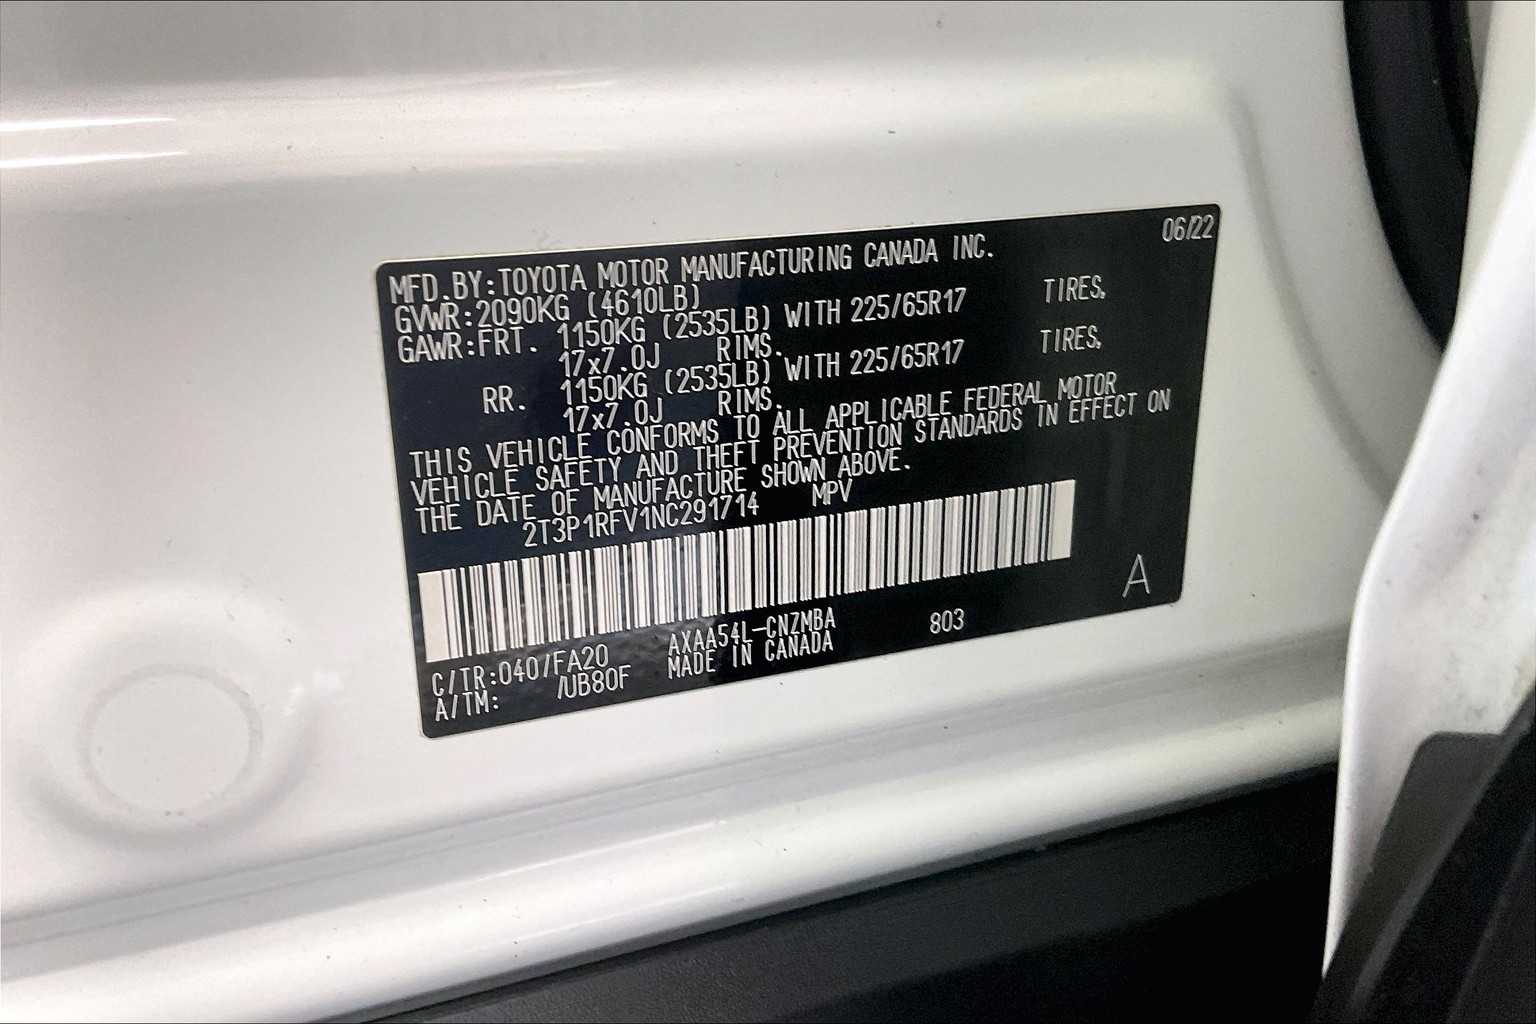 06/22
MFD.BY:TOYOTA MOTOR MANUFACTURING CANADA INC.
GVWR:2090KG (4610LB)
GAWR:FRT. 1150KG (2535LB) WITH 225/65R17 TIRES,
17x7.0J RIMS.
RR. 1150KG (2535LB) WITH 225/65R17 TIRES,
17x7.0J RIMS.
THIS VEHICLE CONFORMS TO ALL APPLICABLE FEDERAL MOTOR
VEHICLE SAFETY AND THEFT PREVENTION STANDARDS IN EFFECT ON
THE DATE OF MANUFACTURE SHOWN ABOVE.
2T3P1RFV1NC291714 MPV
A
C/TR:040/FA20 AXAA54L-CNZMBA 803
A/TM: /UB80F MADE IN CANADA